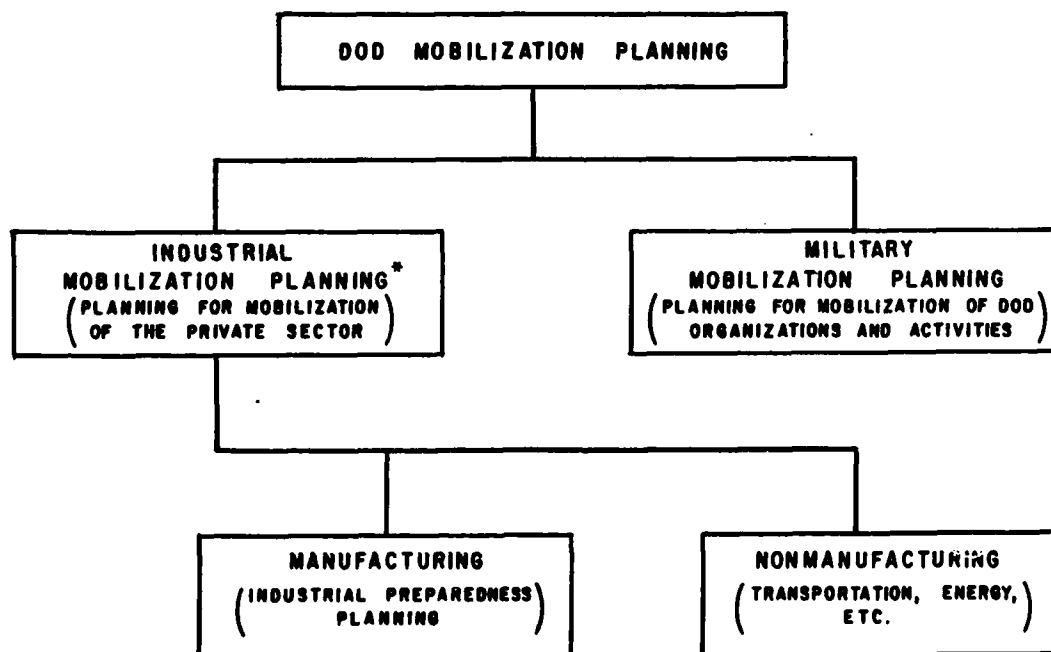 DOD MOBILIZATION PLANNING
INDUSTRIAL
MOBILIZATION PLANNING*
(PLANNING FOR MOBILIZATION
OF THE PRIVATE SECTOR)
MILITARY
MOBILIZATION PLANNING
(PLANNING FOR MOBILIZATION OF DOD
ORGANIZATIONS AND ACTIVITIES)
MANUFACTURING
(INDUSTRIAL PREPAREDNESS
PLANNING)
NONMANUFACTURING
(TRANSPORTATION, ENERGY,
ETC.)